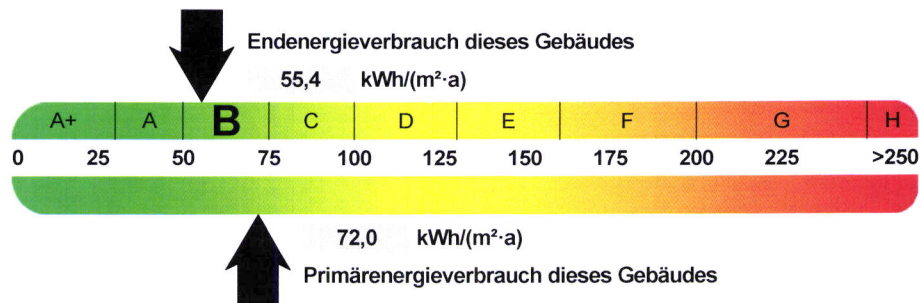 Endenergieverbrauch dieses Gebäudes
55,4 kWh/(m²·a)
A+ A B C D E F G H
0 25 50 75 100 125 150 175 200 225 >250
72,0 kWh/(m²·a)
Primärenergieverbrauch dieses Gebäudes